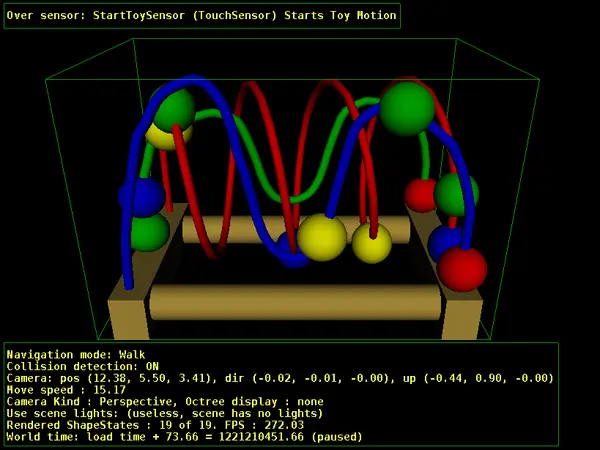 Over sensor: StartToySensor (TouchSensor) Starts Toy Motion
Navigation mode: Walk
Collision detection: ON
Camera: pos (12.38, 5.50, 3.41), dir (-0.02, -0.01, -0.00), up (-0.44, 0.90, -0.00)
Move speed : 15.17
Camera Kind : Perspective, Octree display : none
Use scene lights: (useless, scene has no lights)
Rendered ShapeStates : 19 of 19. FPS : 272.03
World time: load time + 73.66 = 1221210451.66 (paused)